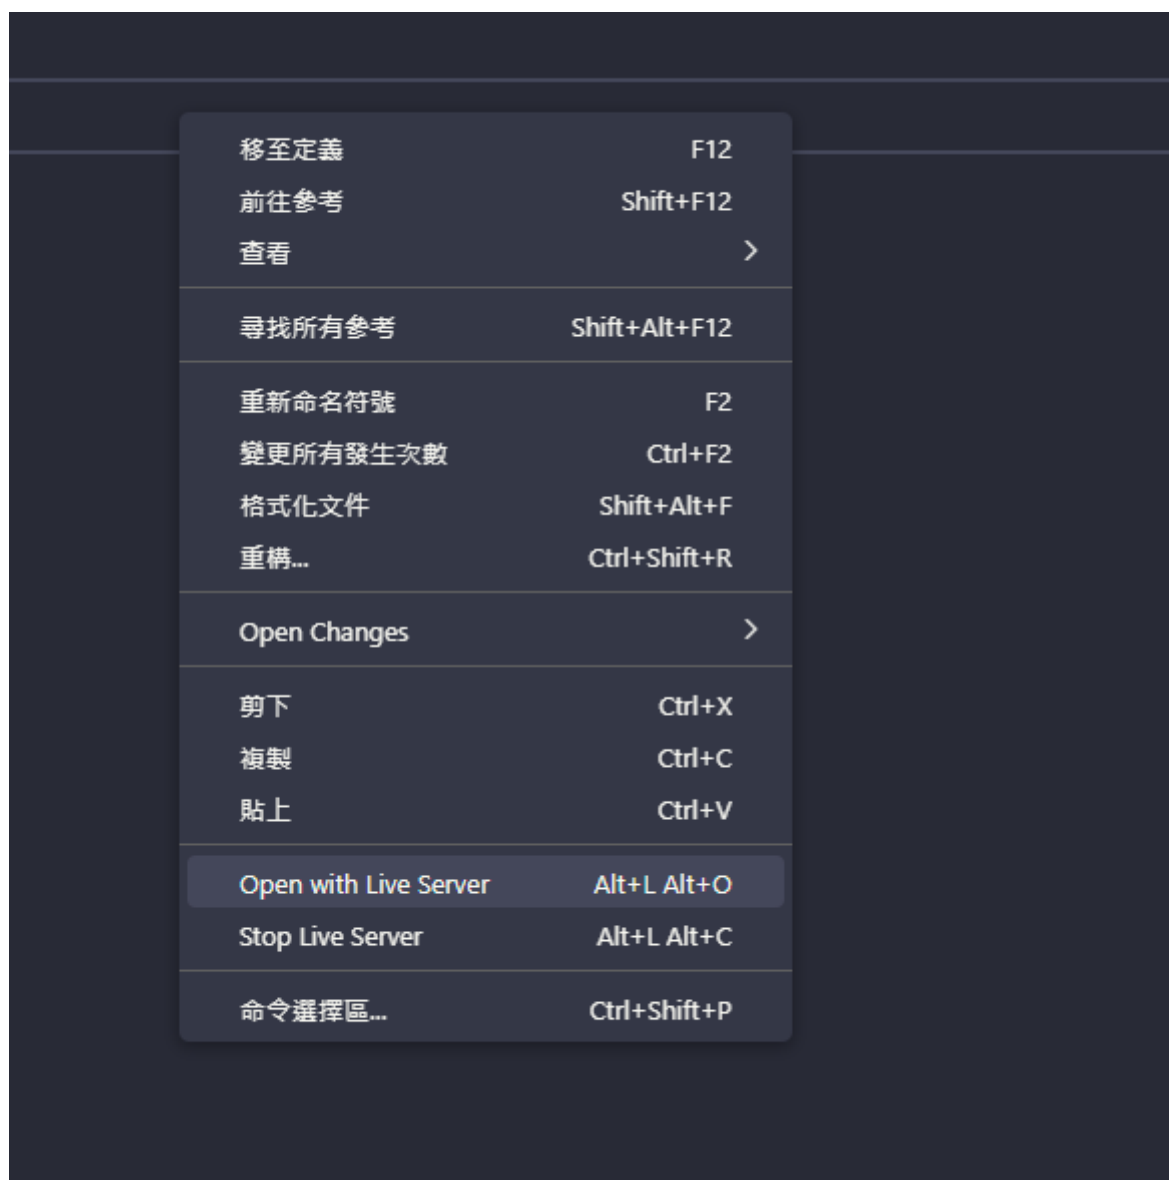 移至定義 F12
前往參考 Shift+F12
查看
尋找所有參考 Shift+Alt+F12
重新命名符號 F2
變更所有發生次數 Ctrl+F2
格式化文件 Shift+Alt+F
重構... Ctrl+Shift+R
Open Changes
剪下 Ctrl+X
複製 Ctrl+C
貼上 Ctrl+V
Open with Live Server Alt+L Alt+O
Stop Live Server Alt+L Alt+C
命令選擇區... Ctrl+Shift+P